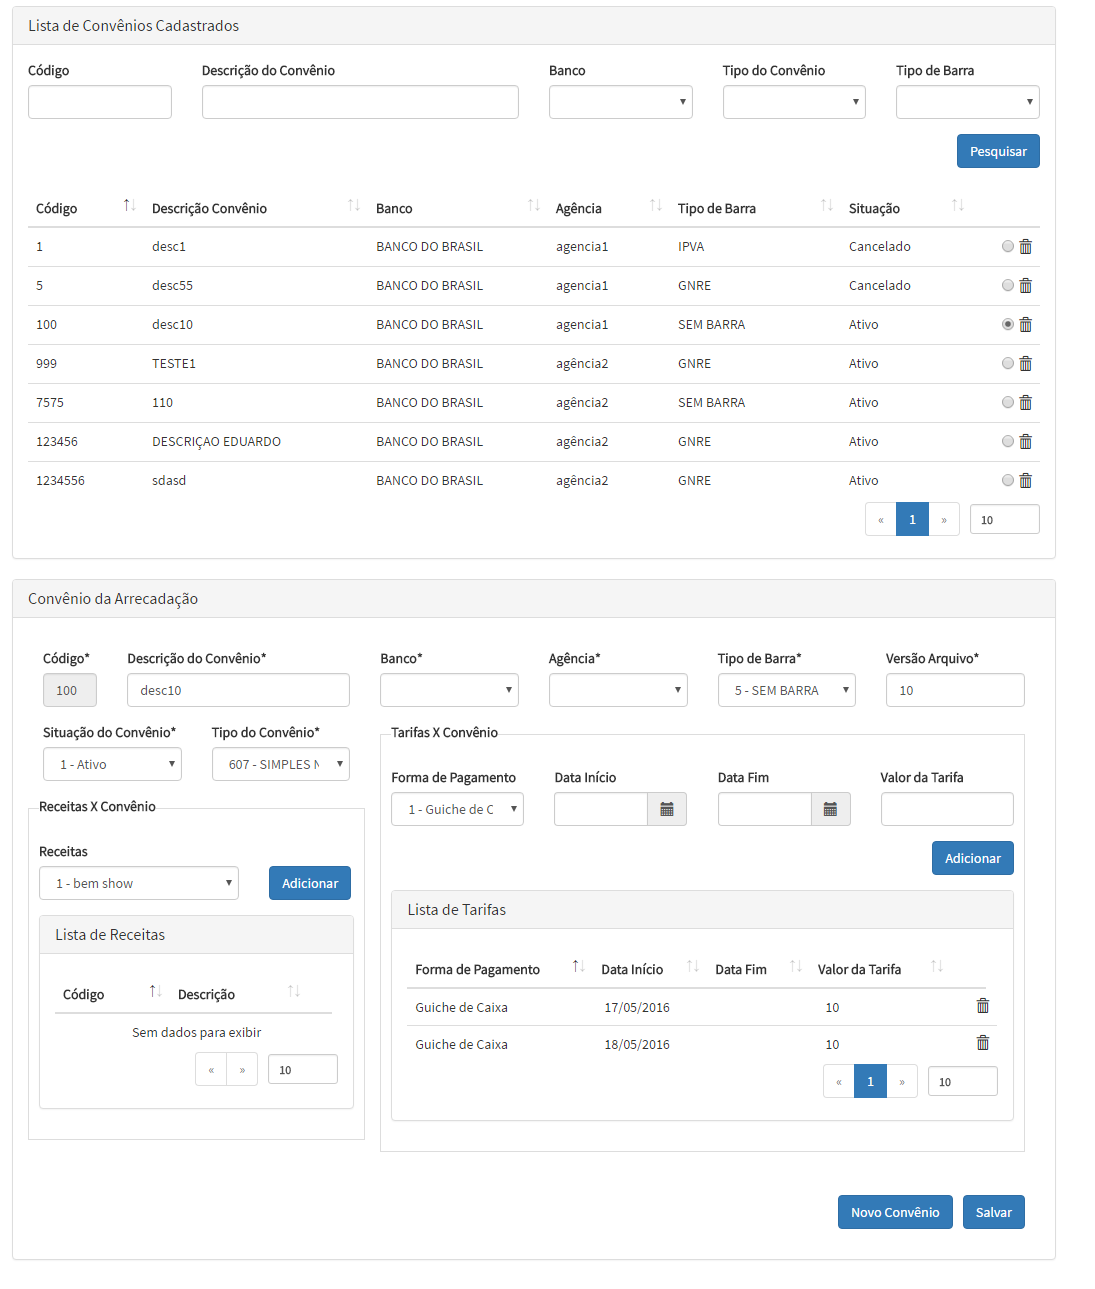 Lista de Convênios Cadastrados
Código Descrição do Convênio Banco Tipo do Convênio Tipo de Barra
Pesquisar
Código Descrição Convênio Banco Agência Tipo de Barra Situação
1 desc1 BANCO DO BRASIL agencia1 IPVA Cancelado
5 desc55 BANCO DO BRASIL agencia1 GNRE Cancelado
100 desc10 BANCO DO BRASIL agencia1 SEM BARRA Ativo
999 TESTE1 BANCO DO BRASIL agência2 GNRE Ativo
7575 110 BANCO DO BRASIL agência2 SEM BARRA Ativo
123456 DESCRIÇAO EDUARDO BANCO DO BRASIL agência2 GNRE Ativo
1234556 sdasd BANCO DO BRASIL agência2 GNRE Ativo
« 1 » 10
Convênio da Arrecadação
Código* Descrição do Convênio* Banco* Agência* Tipo de Barra* Versão Arquivo*
100 desc10 5 - SEM BARRA 10
Situação do Convênio* Tipo do Convênio*
1 - Ativo 607 - SIMPLES N
Receitas X Convênio
Receitas
1 - bem show Adicionar
Lista de Receitas
Código Descrição
Sem dados para exibir
« » 10
Tarifas X Convênio
Forma de Pagamento Data Início Data Fim Valor da Tarifa
1 - Guiche de C
Adicionar
Lista de Tarifas
Forma de Pagamento Data Início Data Fim Valor da Tarifa
Guiche de Caixa 17/05/2016 10
Guiche de Caixa 18/05/2016 10
« 1 » 10
Novo Convênio Salvar